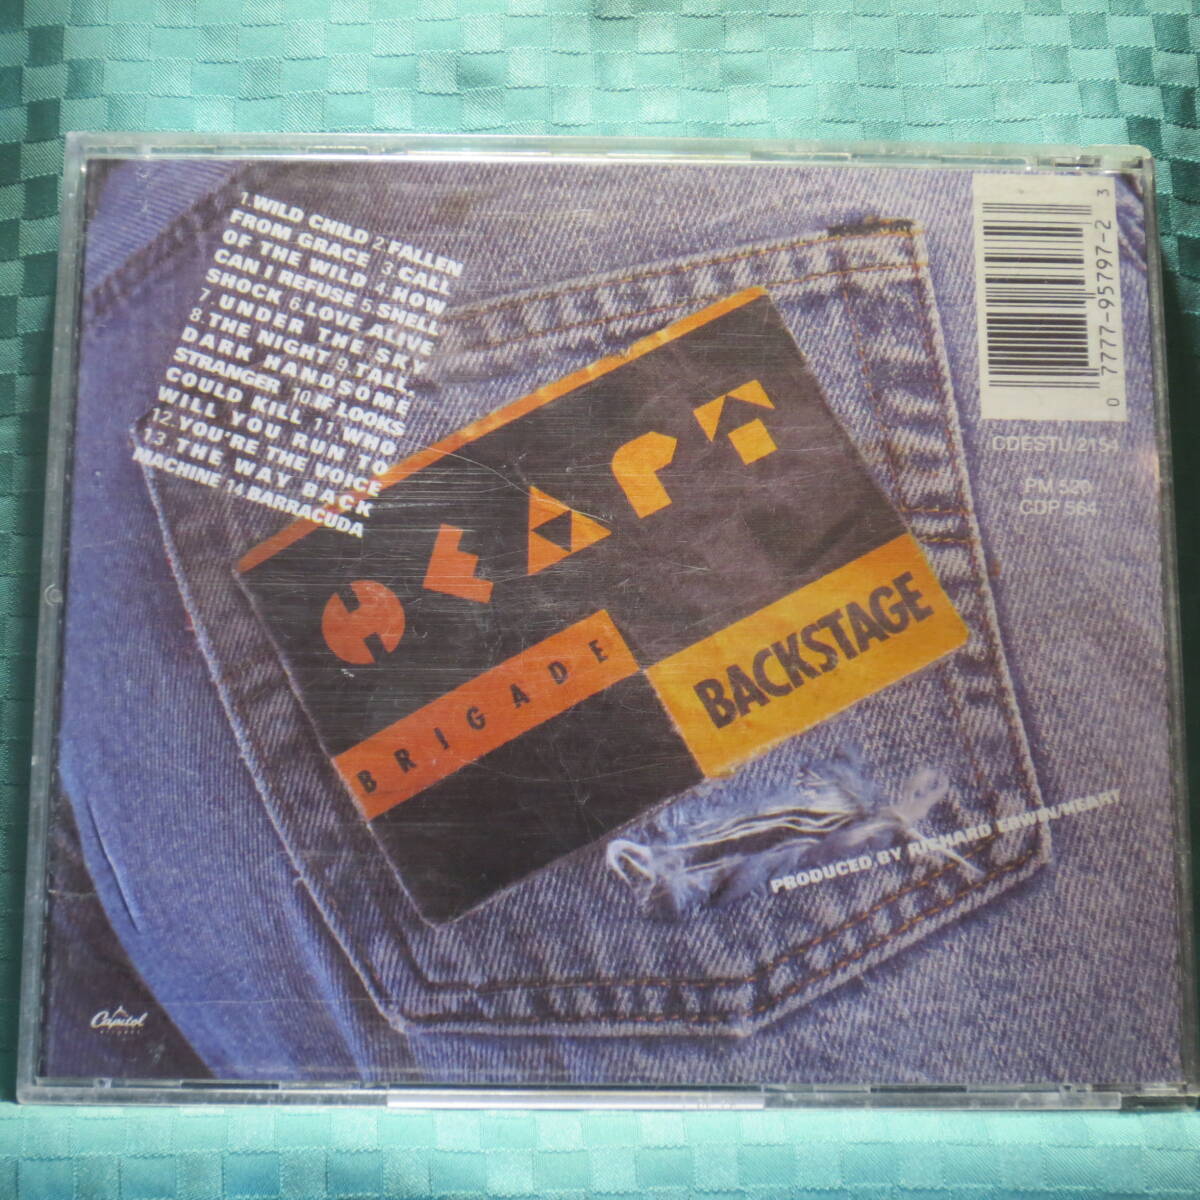 1. WILD CHILD 2. FALLEN
FROM GRACE 3. CALL
OF THE WILD 4. HOW
CAN I REFUSE 5. SHELL
SHOCK 6. LOVE ALIVE
7. UNDER THE SKY
8. THE NIGHT 9. TALL,
DARK HANDSOME
STRANGER 10. IF LOOKS
COULD KILL 11. WHO
WILL YOU RUN TO
12. YOU'RE THE VOICE
13. THE WAY BACK
MACHINE 14. BARRACUDA
HEART
BRIGADE
BACKSTAGE
0 7777-95797-2 3
PM 520
CDP 564
PRODUCED BY RICHARD ERWIN/HEART
Capitol